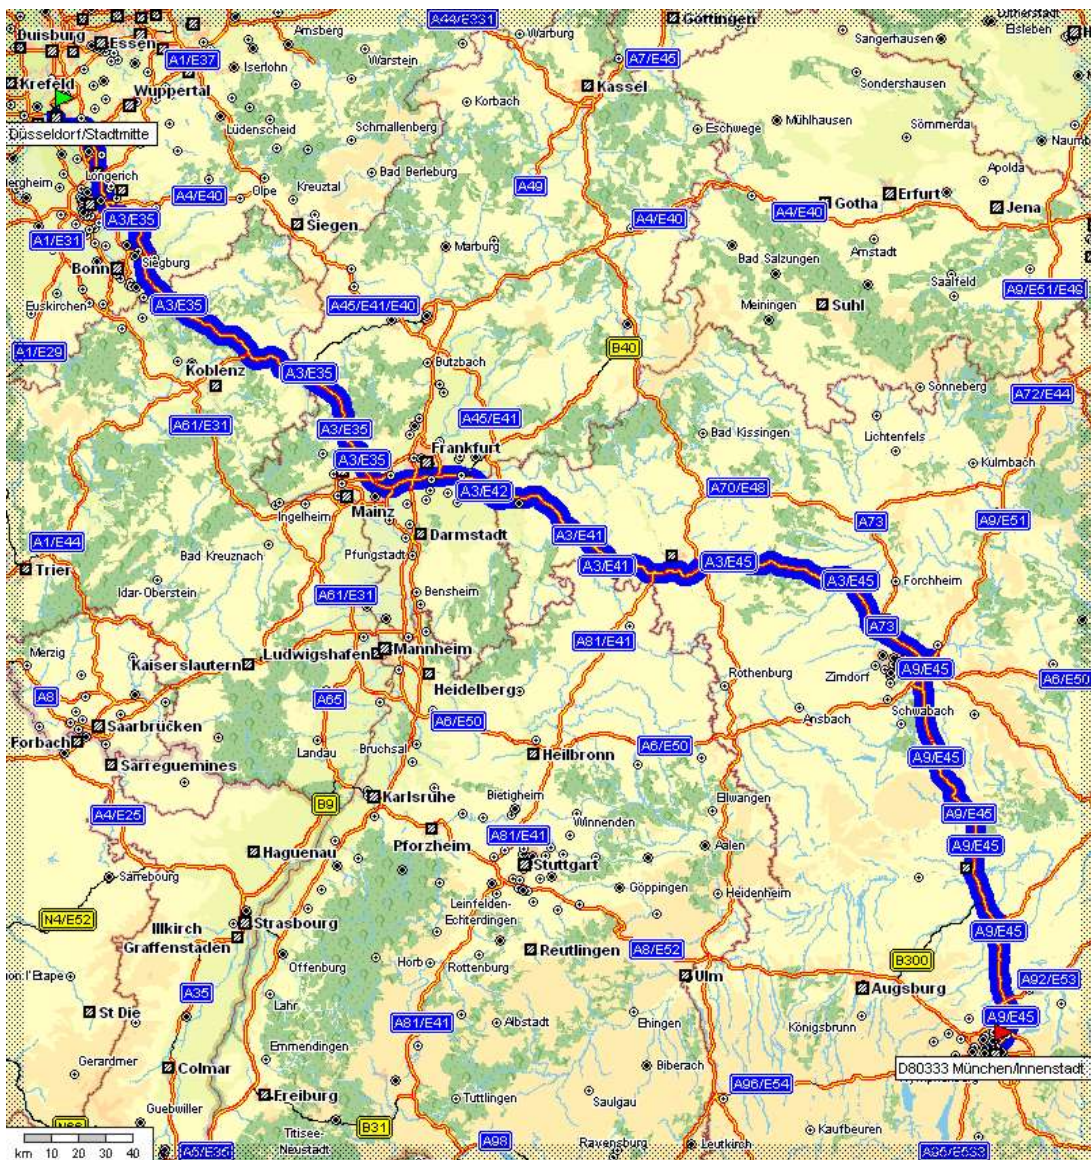 A44/E331
Göttingen
Lutherstadt
Eisleben
Duisburg
Essen
Arnsberg
Warburg
Sangerhausen
A1/E37
Iserlohn
Warstein
A7/E45
Krefeld
Wuppertal
Kassel
Sondershausen
Korbach
Düsseldorf/Stadtmitte
Lüdenscheid
Schmallenberg
Eschwege
Mühlhausen
Sömmerda
Longerich
Bad Berleburg
Apolda
A4/E40
Olpe
Kreuztal
A49
Gotha
Erfurt
Jena
A3/E35
Siegen
A4/E40
A4/E40
A1/E31
Marburg
Arnstadt
Bonn
Siegburg
Bad Salzungen
Saalfeld
Euskirchen
A3/E35
A45/E41/E40
Meiningen
Suhl
A9/E51/E49
A1/E29
B40
Koblenz
A3/E35
Butzbach
Sonneberg
A72/E44
A61/E31
A3/E35
A45/E41
Bad Kissingen
Lichtenfels
A3/E35
Frankfurt
Kulmbach
A3/E42
A70/E48
Mainz
Ingelheim
A73
A9/E51
A1/E44
Darmstadt
A3/E41
Bad Kreuznach
Pfungstadt
Trier
A3/E41
A3/E45
A3/E45
Forchheim
Idar-Oberstein
A61/E31
Bensheim
A73
Merzig
Kaiserslautern
Ludwigshafen
Mannheim
A81/E41
Zirndorf
A9/E45
A6/E50
A8
A65
Heidelberg
Rothenburg
Ansbach
Schwabach
Saarbrücken
A6/E50
Forbach
Landau
Bruchsal
Heilbronn
A6/E50
A9/E45
Sarreguemines
B9
Karlsruhe
Bietigheim
Ellwangen
A4/E25
Winnenden
A9/E45
Pforzheim
A81/E41
Aalen
A9/E45
Haguenau
Stuttgart
Sarrebourg
Göppingen
Heidenheim
N4/E52
Illkirch
Graffenstaden
Strasbourg
Leinfelden-
Echterdingen
A9/E45
Reutlingen
A8/E52
Offenburg
Horb
Rottenburg
Ulm
B300
A92/E53
A35
Augsburg
St Die
Lahr
A81/E41
Albstadt
Ehingen
Königsbrunn
A9/E45
Gerardmer
Emmendingen
Colmar
Biberach
D80333 München/Innenstadt
Freiburg
Tuttlingen
Saulgau
A96/E54
Guebwiller
B31
Kaufbeuren
km 10 20 30 40
A5/E35
Titisee-
Neustadt
A98
Ravensburg
Leutkirch
A95/E533